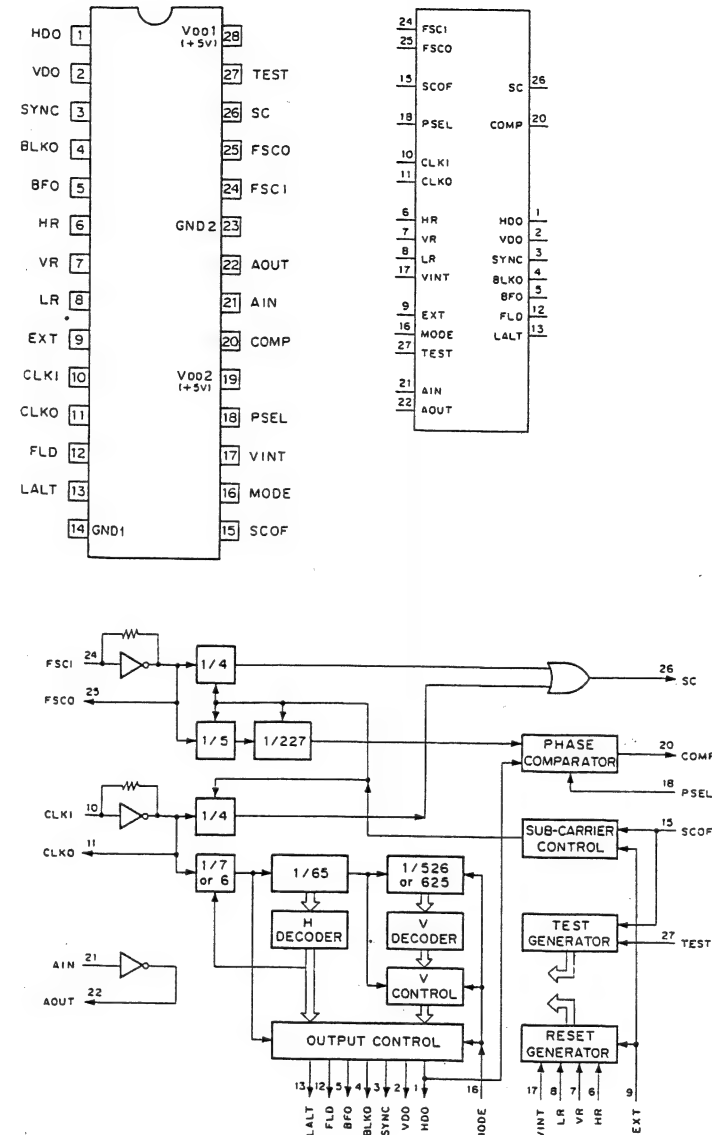 HDO 1
VDO 2
SYNC 3
BLKO 4
BFO 5
HR 6
VR 7
LR 8
EXT 9
CLKI 10
CLKO 11
FLD 12
LALT 13
14 GND1
VDD1 28
(+5V)
27 TEST
26 SC
25 FSCO
24 FSCI
GND2 23
22 AOUT
21 AIN
20 COMP
VDD2 19
(+5V)
18 PSEL
17 VINT
16 MODE
15 SCOF
24 FSCI
25 FSCO
15 SCOF
18 PSEL
10 CLKI
11 CLKO
6 HR
7 VR
8 LR
17 VINT
9 EXT
16 MODE
27 TEST
21 AIN
22 AOUT
SC 26
COMP 20
HDO 1
VDO 2
SYNC 3
BLKO 4
BFO 5
FLD 12
LALT 13
FSCI 24
1/4
26 SC
FSCO 25
1/5
1/227
PHASE
COMPARATOR
20 COMP
18 PSEL
CLKI 10
1/4
CLKO 11
SUB-CARRIER
CONTROL
15 SCOF
1/7
or 6
1/65
1/526
or 625
H
DECODER
V
DECODER
TEST
GENERATOR
27 TEST
AIN 21
AOUT 22
V
CONTROL
OUTPUT CONTROL
RESET
GENERATOR
13 12 5 4 3 2 1 16 17 8 7 6 9
LALT FLD BFO BLKO SYNC VDO HDO MODE VINT LR VR HR EXT